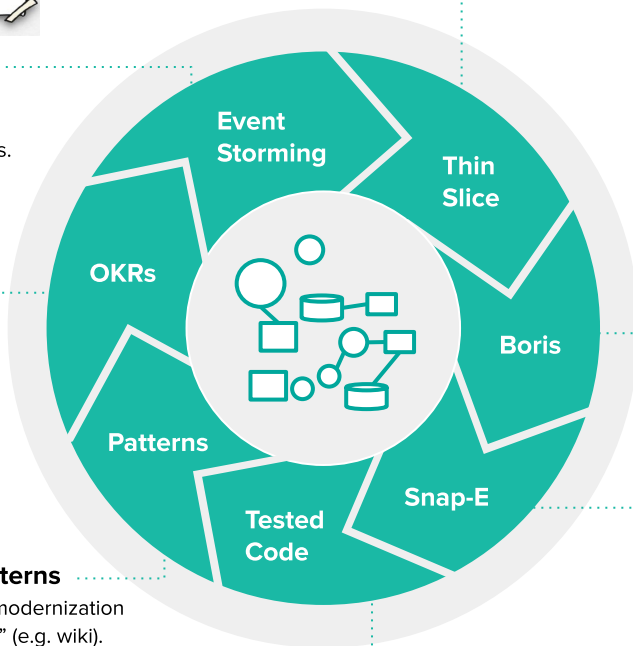 s.
Event
Storming
Thin
Slice
OKRs
Boris
Patterns
Snap-E
Tested
Code
terns
modernization
” (e.g. wiki).